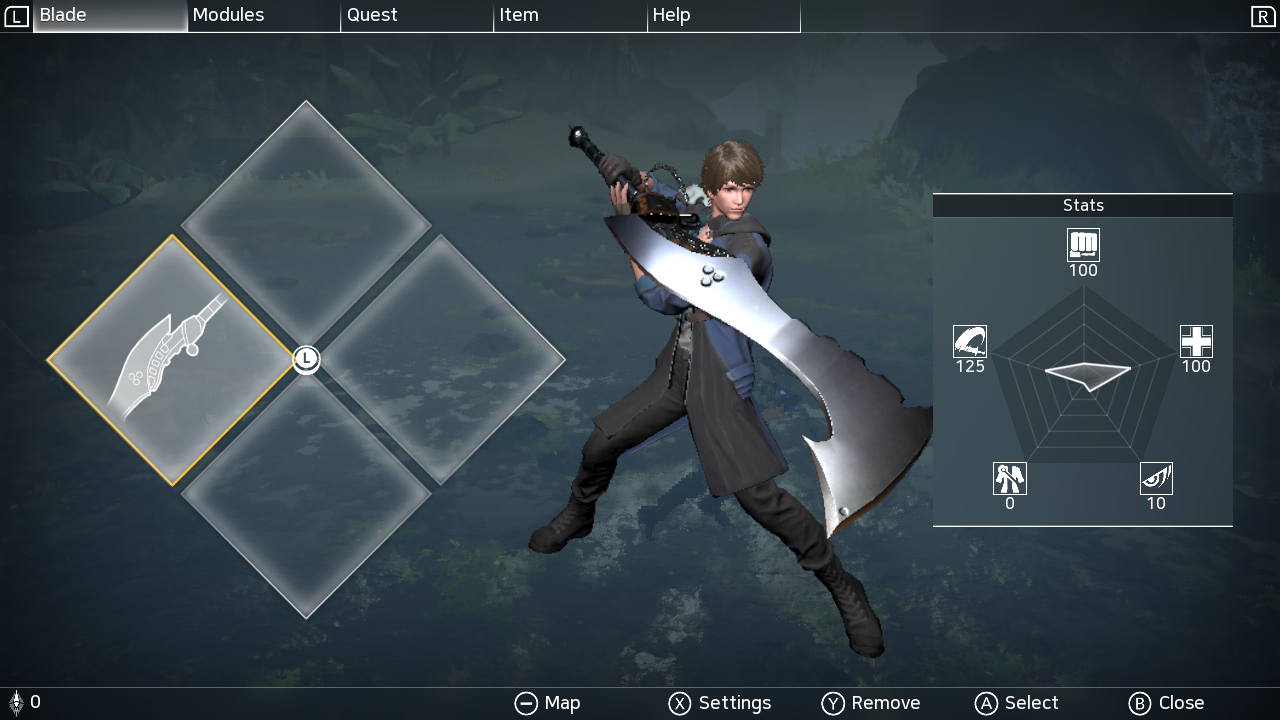 L Blade Modules Quest Item Help R
L
Stats
100
125 100
0 10
0 Map X Settings Y Remove A Select B Close